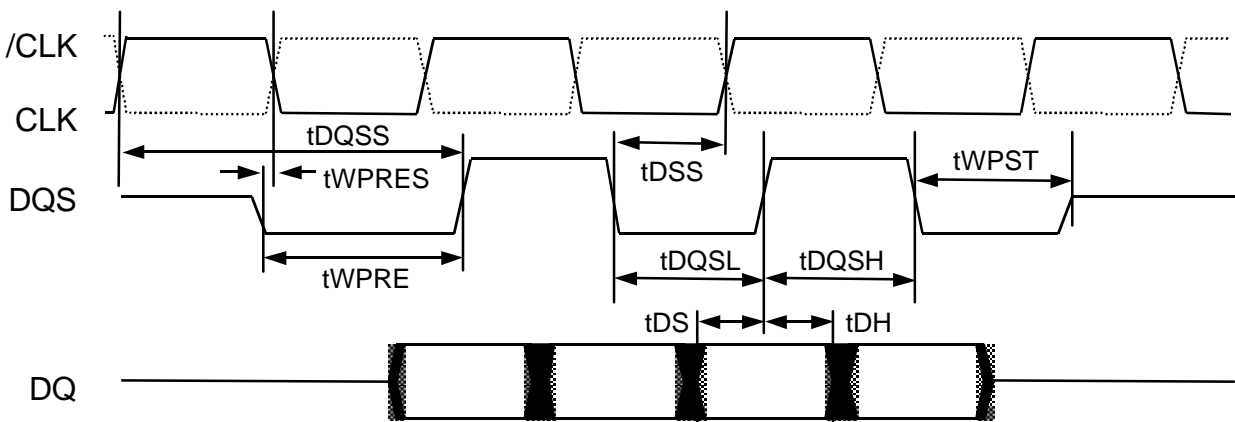 /CLK
CLK
tDQSS
tWPRES
tDSS
tWPST
DQS
tWPRE
tDQSL
tDQSH
tDS
tDH
DQ